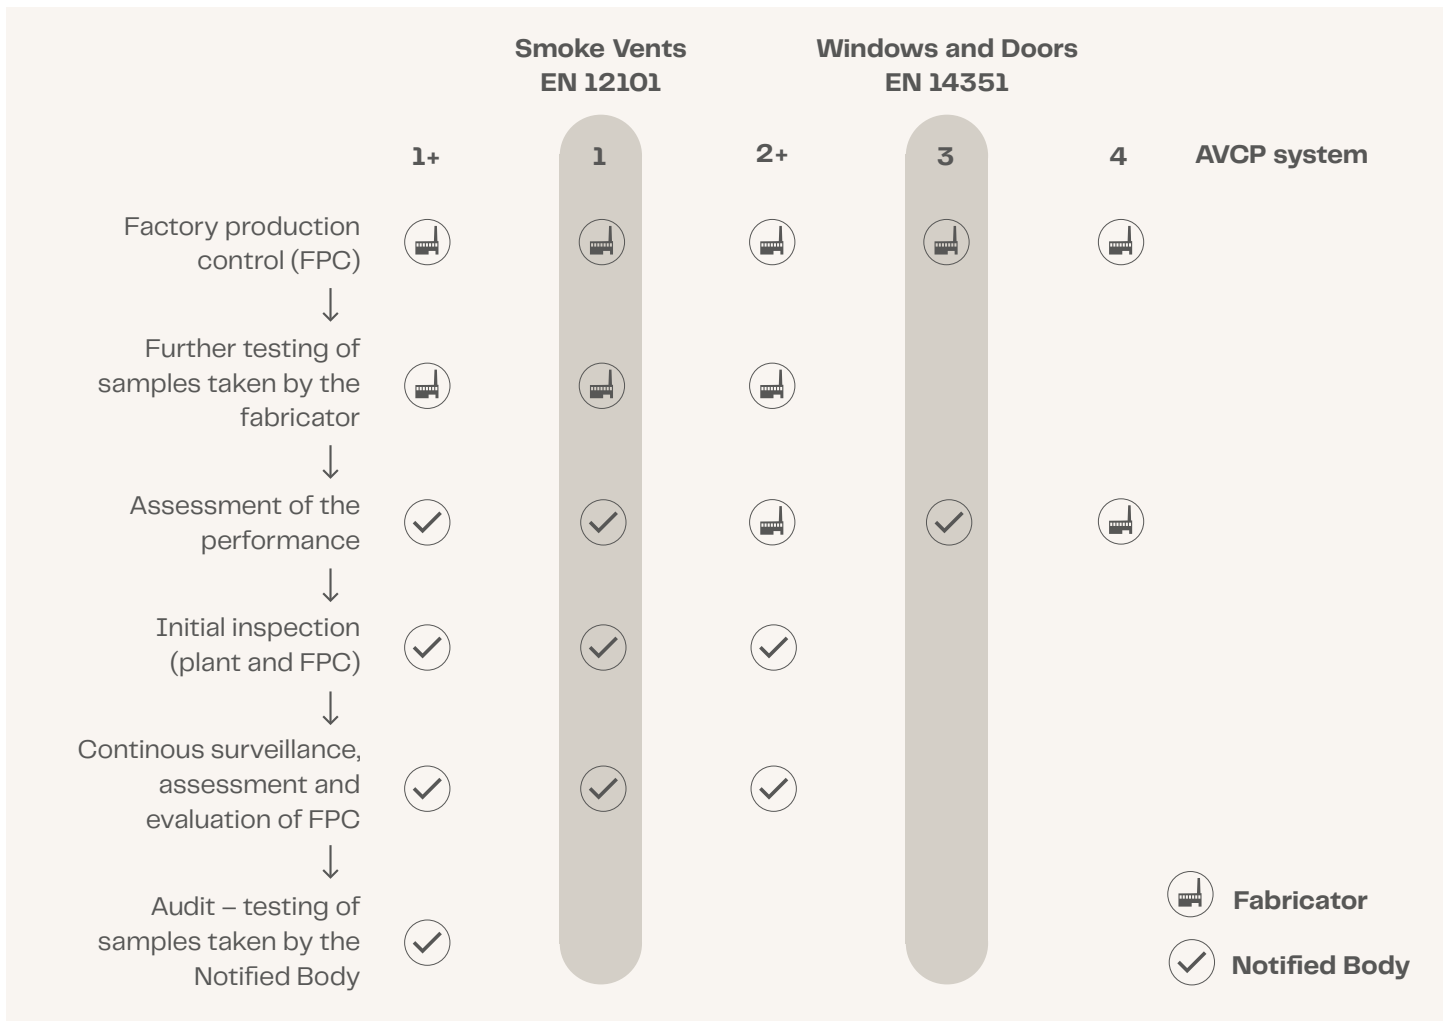 Smoke Vents
EN 12101
Windows and Doors
EN 14351
1+
1
2+
3
4
AVCP system
Factory production
control (FPC)
Further testing of
samples taken by the
fabricator
Assessment of the
performance
Initial inspection
(plant and FPC)
Continous surveillance,
assessment and
evaluation of FPC
Audit – testing of
samples taken by the
Notified Body
Fabricator
Notified Body